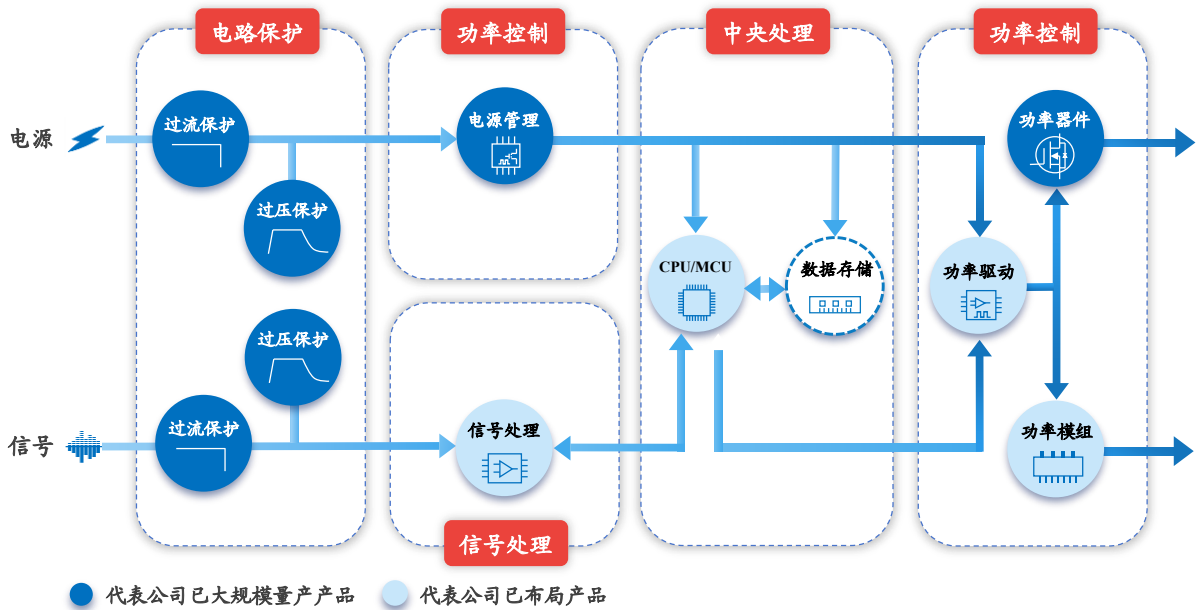 电路保护
功率控制
中央处理
功率控制
电源
过流保护
过压保护
电源管理
CPU/MCU
数据存储
功率器件
功率驱动
过压保护
信号
过流保护
信号处理
功率模组
信号处理
代表公司已大规模量产产品
代表公司已布局产品